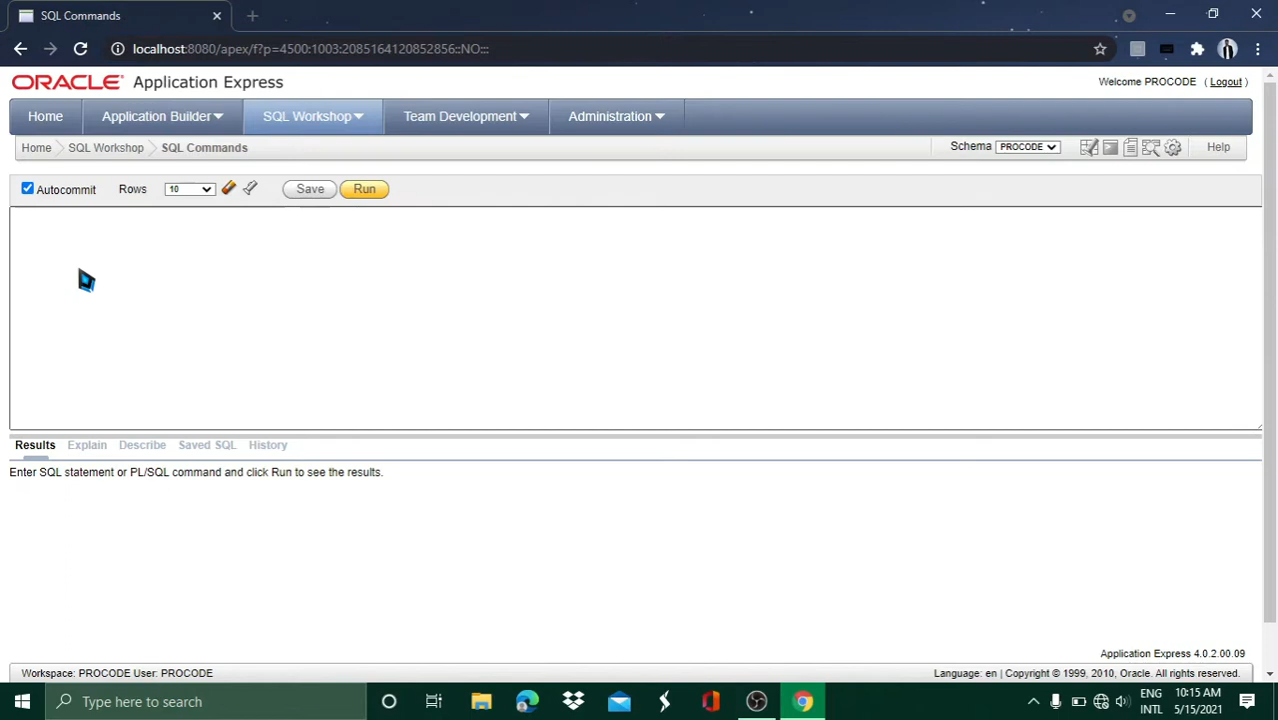 SQL Commands
localhost:8080/apex/f?p=4500:1003:2085164120852856::NO:::
ORACLE Application Express
Welcome PROCODE ( Logout )
Home Application Builder SQL Workshop Team Development Administration
Home SQL Workshop SQL Commands Schema PROCODE Help
Autocommit Rows 10 Save Run
Results Explain Describe Saved SQL History
Enter SQL statement or PL/SQL command and click Run to see the results.
Application Express 4.0.2.00.09
Workspace: PROCODE User: PROCODE Language: en | Copyright © 1999, 2010, Oracle. All rights reserved.
Type here to search
ENG 10:15 AM
INTL 5/15/2021